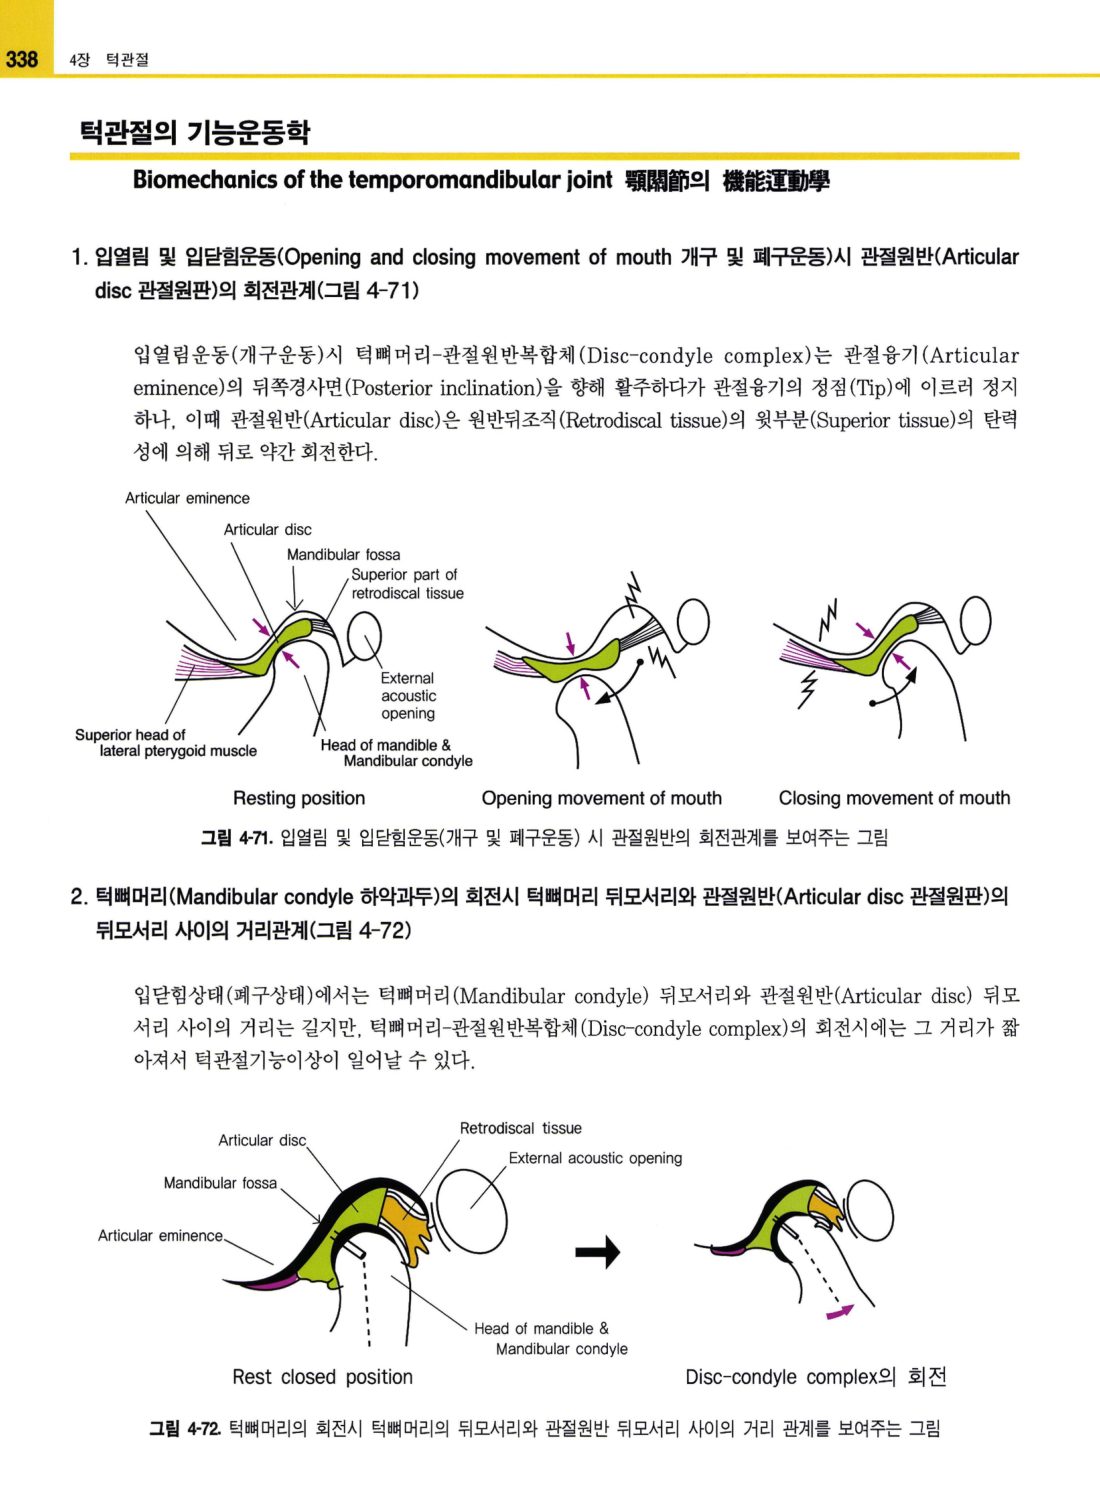 338 4장 턱관절
턱관절의 기능운동학
Biomechanics of the temporomandibular joint 顎關節의 機能運動學
1. 입열림 및 입닫힘운동(Opening and closing movement of mouth 개구 및 폐구운동)시 관절원반(Articular
disc 관절원판)의 회전관계(그림 4-71)
입열림운동(개구운동)시 턱뼈머리-관절원반복합체(Disc-condyle complex)는 관절융기(Articular
eminence)의 뒤쪽경사면(Posterior inclination)을 향해 활주하다가 관절융기의 정점(Tip)에 이르러 정지
하나, 이때 관절원반(Articular disc)은 원반뒤조직(Retrodiscal tissue)의 윗부분(Superior tissue)의 탄력
성에 의해 뒤로 약간 회전한다.
Articular eminence
Articular disc
Mandibular fossa
Superior part of
retrodiscal tissue
External
acoustic
opening
Superior head of
lateral pterygoid muscle
Head of mandible &
Mandibular condyle
Resting position
Opening movement of mouth
Closing movement of mouth
그림 4-71. 입열림 및 입닫힘운동(개구 및 폐구운동) 시 관절원반의 회전관계를 보여주는 그림
2. 턱뼈머리(Mandibular condyle 하악과두)의 회전시 턱뼈머리 뒤모서리와 관절원반(Articular disc 관절원판)의
뒤모서리 사이의 거리관계(그림 4-72)
입닫힘상태(폐구상태)에서는 턱뼈머리(Mandibular condyle) 뒤모서리와 관절원반(Articular disc) 뒤모
서리 사이의 거리는 길지만, 턱뼈머리-관절원반복합체(Disc-condyle complex)의 회전시에는 그 거리가 짧
아져서 턱관절기능이상이 일어날 수 있다.
Retrodiscal tissue
Articular disc
External acoustic opening
Mandibular fossa
Articular eminence
Head of mandible &
Mandibular condyle
Rest closed position
Disc-condyle complex의 회전
그림 4-72. 턱뼈머리의 회전시 턱뼈머리의 뒤모서리와 관절원반 뒤모서리 사이의 거리 관계를 보여주는 그림